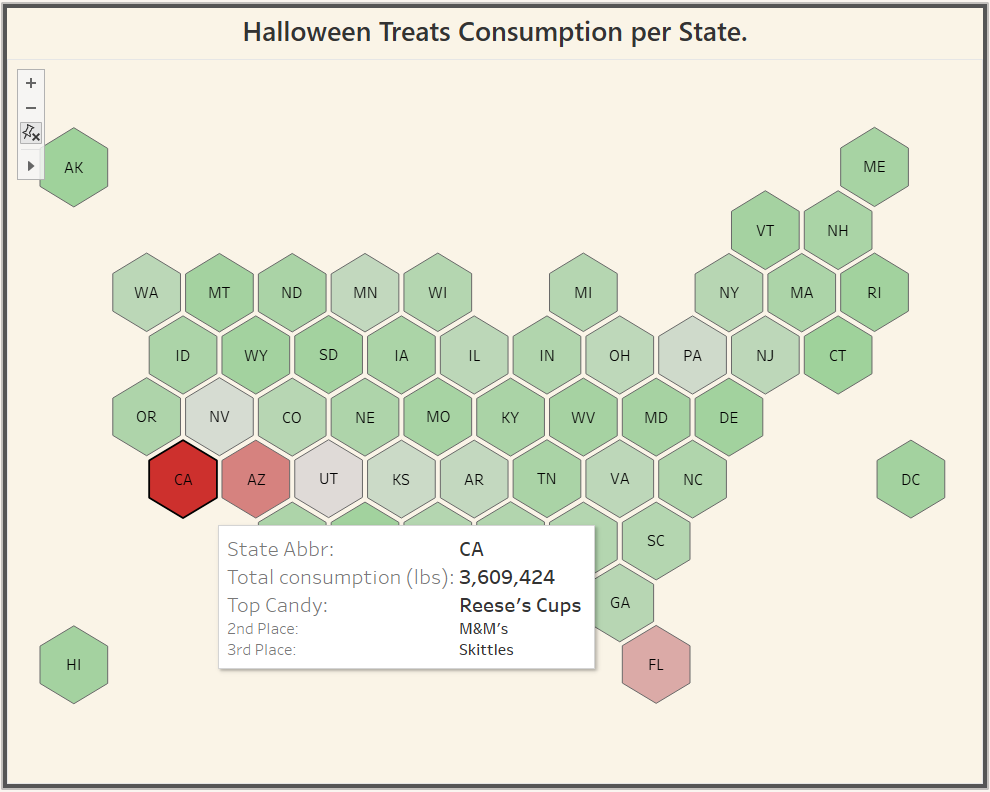 Halloween Treats Consumption per State.
+
−
AK
ME
VT NH
WA MT ND MN WI MI NY MA RI
ID WY SD IA IL IN OH PA NJ CT
OR NV CO NE MO KY WV MD DE
CA AZ UT KS AR TN VA NC DC
SC
State Abbr: CA
Total consumption (lbs): 3,609,424
Top Candy: Reese's Cups
2nd Place: M&M's
3rd Place: Skittles
GA
HI FL